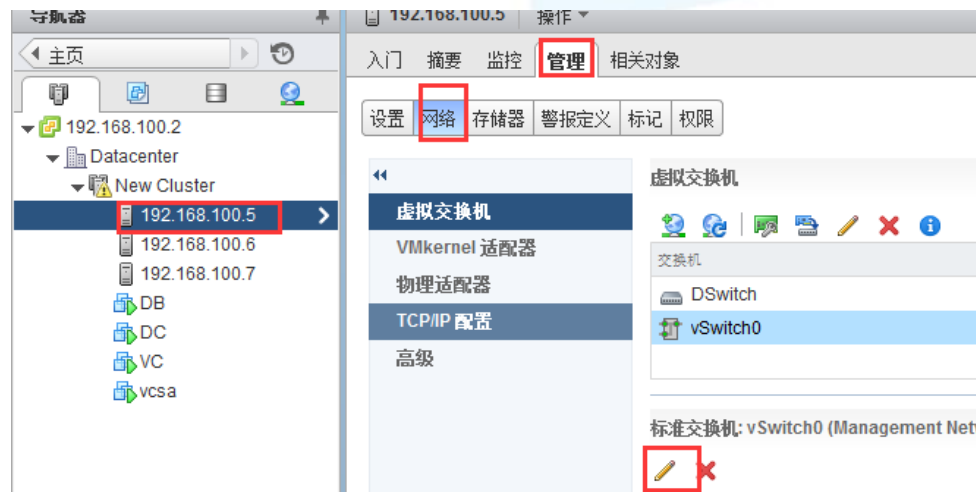 导航器
192.168.100.5 操作
主页
入门 摘要 监控 管理 相关对象
设置 网络 存储器 警报定义 标记 权限
192.168.100.2
Datacenter
New Cluster
192.168.100.5
192.168.100.6
192.168.100.7
DB
DC
VC
vcsa
虚拟交换机
VMkernel 适配器
物理适配器
TCP/IP 配置
高级
虚拟交换机
交换机
DSwitch
vSwitch0
标准交换机: vSwitch0 (Management Net